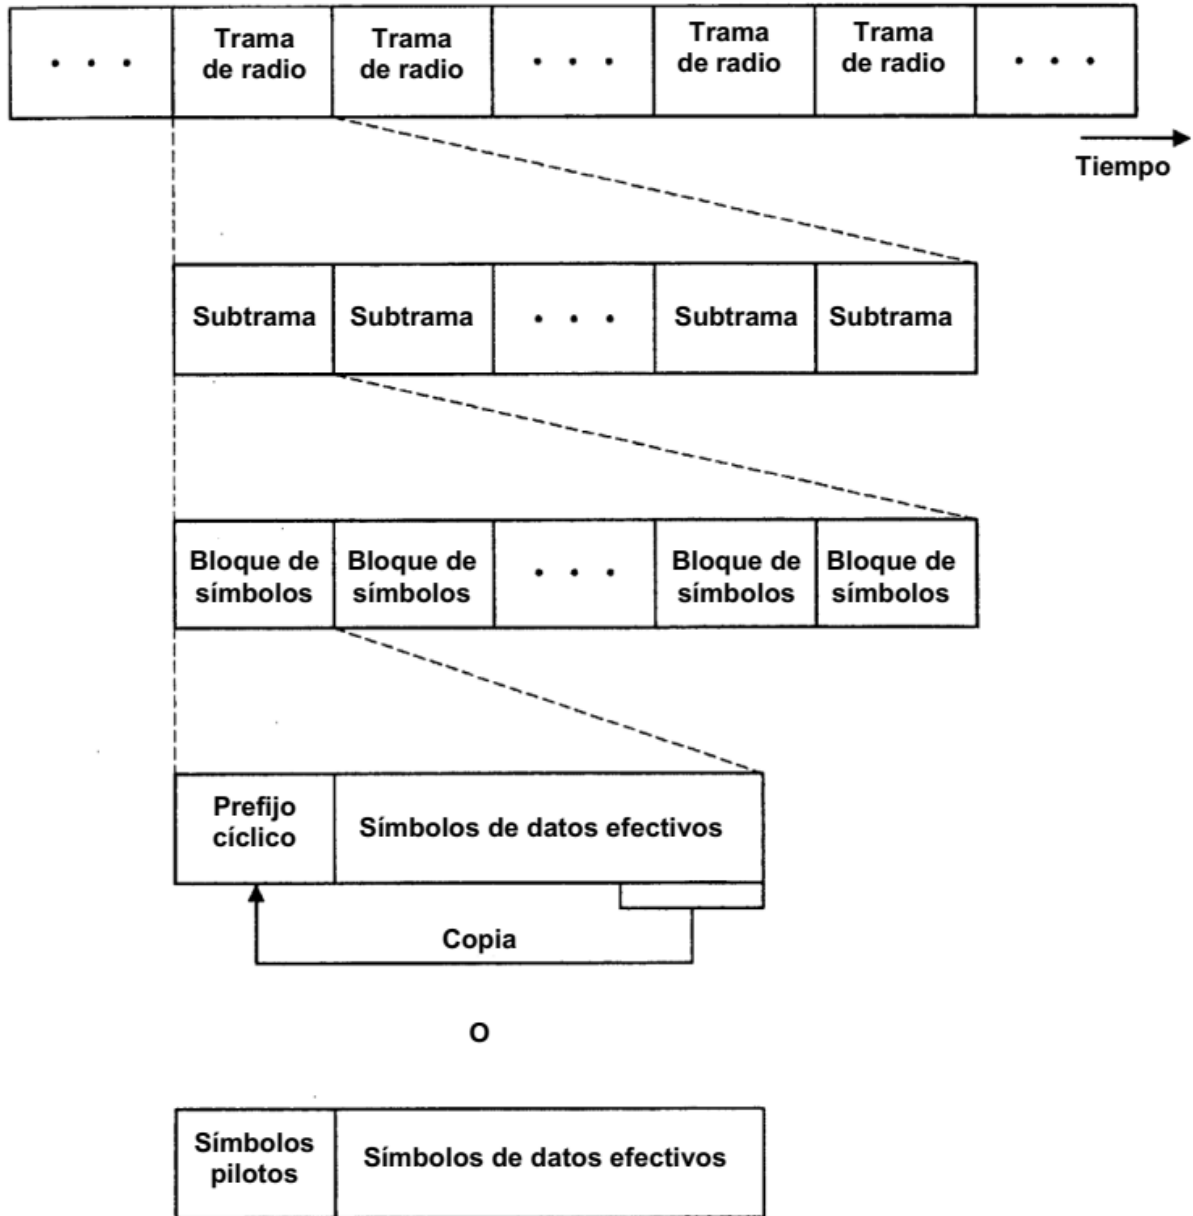 • • •
Trama
de radio
Trama
de radio
• • •
Trama
de radio
Trama
de radio
• • •
Tiempo
Subtrama
Subtrama
• • •
Subtrama
Subtrama
Bloque de
símbolos
Bloque de
símbolos
• • •
Bloque de
símbolos
Bloque de
símbolos
Prefijo
cíclico
Símbolos de datos efectivos
Copia
O
Símbolos
pilotos
Símbolos de datos efectivos